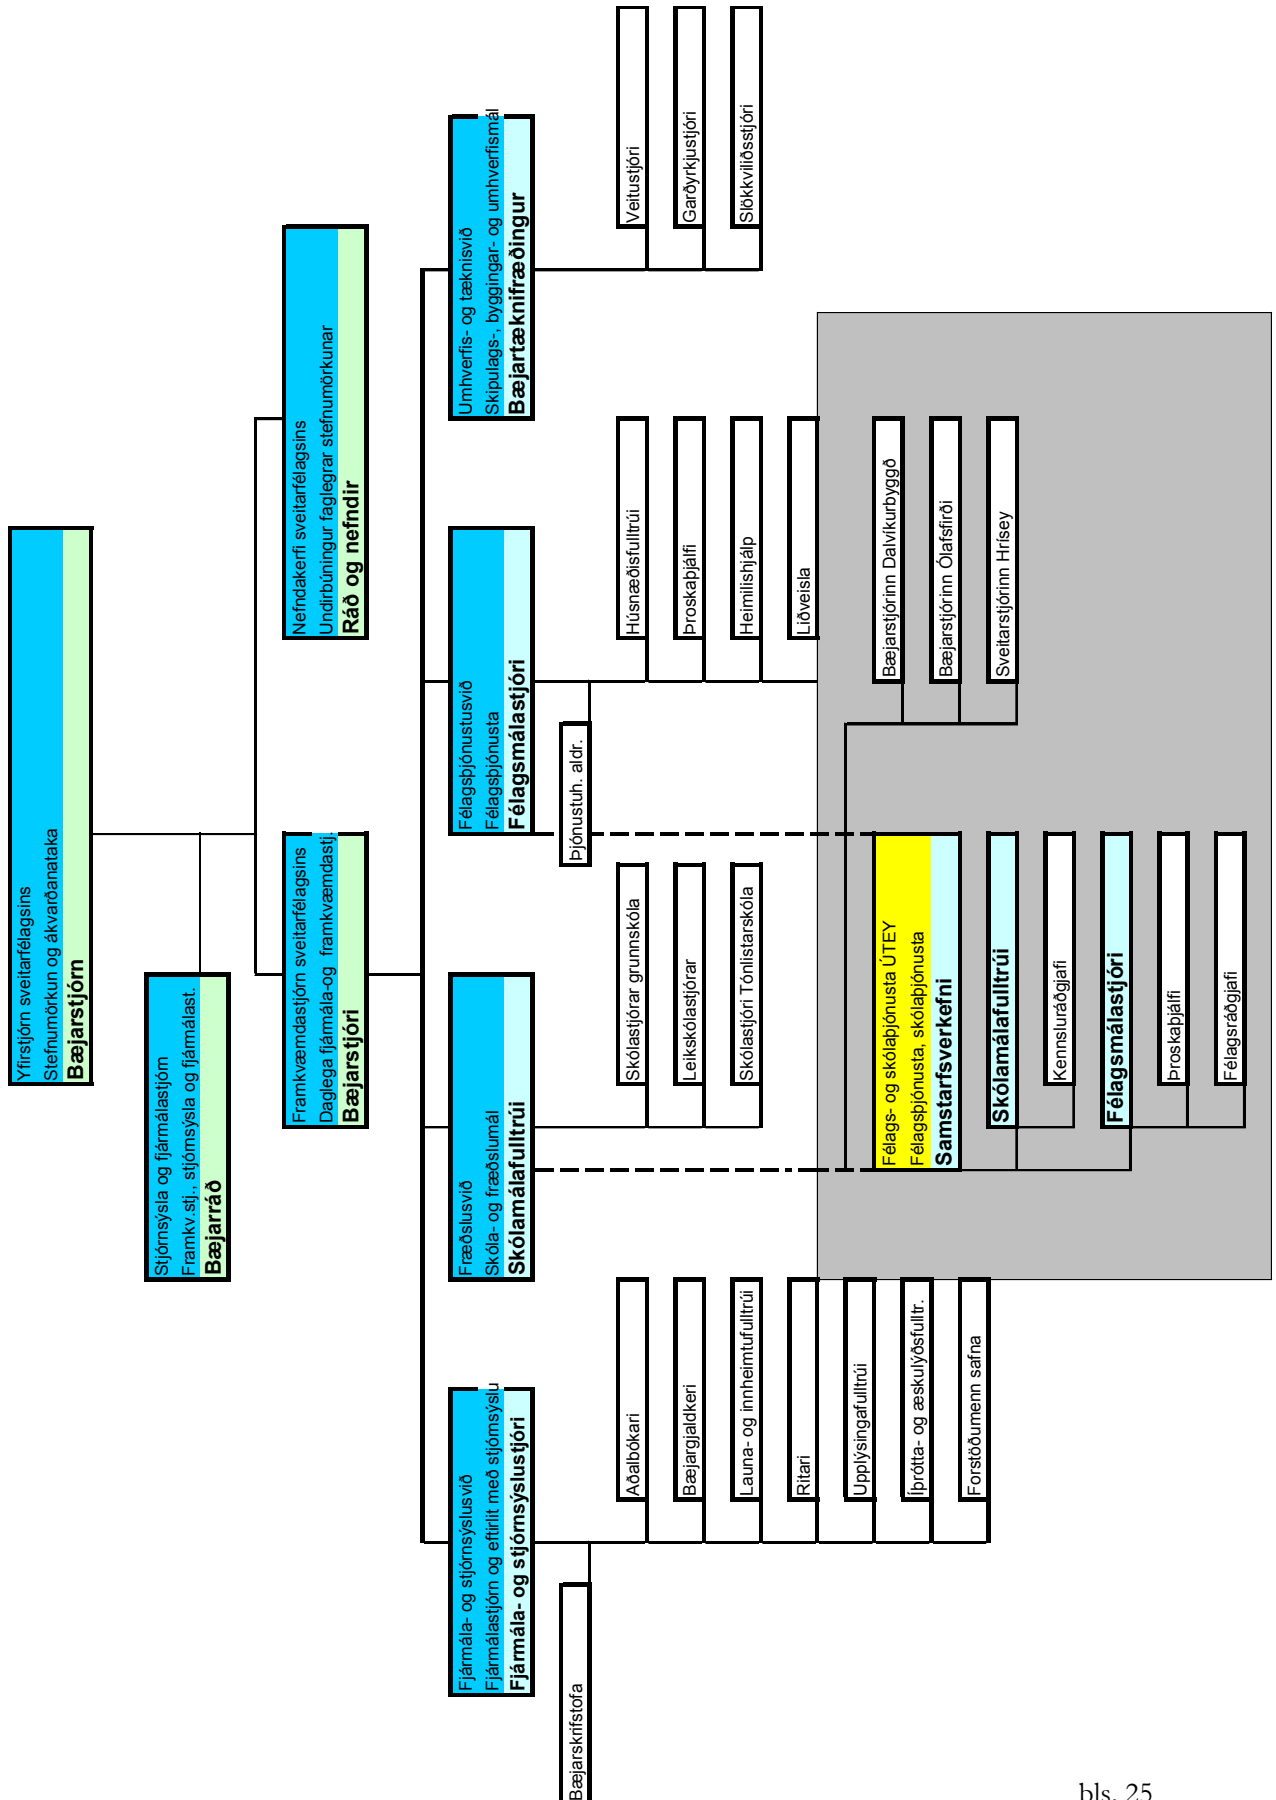 Yfirstjórn sveitarfélagsins
Stefnumörkun og ákvarðanataka
Bæjarstjórn
Stjórnsýsla og fjármálastjórn
Framkv.stj., stjórnsýsla og fjármálast.
Bæjarráð
Framkvæmdastjórn sveitarfélagsins
Daglega fjármála-og framkvæmdastj.
Bæjarstjóri
Nefndakerfi sveitarfélagsins
Undirbúningur faglegrar stefnumörkunar
Ráð og nefndir
Fjármála- og stjórnsýslusvið
Fjármálastjórn og eftirlit með stjórnsýslu
Fjármála- og stjórnsýslustjóri
Fræðslusvið
Skóla- og fræðslumál
Skólamálafulltrúi
Félagsþjónustusvið
Félagsþjónusta
Félagsmálastjóri
Umhverfis- og tæknisvið
Skipulags-, byggingar- og umhverfismál
Bæjartæknifræðingur
Bæjarskrifstofa
Aðalbókari
Bæjargjaldkeri
Launa- og innheimtufulltrúi
Ritari
Upplýsingafulltrúi
Íþrótta- og æskulýðsfulltr.
Forstöðumenn safna
Skólastjórar grunnskóla
Leikskólastjórar
Skólastjóri Tónlistarskóla
Þjónustuh. aldr.
Húsnæðisfulltrúi
Þroskaþjálfi
Heimilishjálp
Liðveisla
Veitustjóri
Garðyrkjustjóri
Slökkviliðsstjóri
Félags- og skólaþjónusta ÚTEY
Félagsþjónusta, skólaþjónusta
Samstarfsverkefni
Bæjarstjórinn Dalvíkurbyggð
Bæjarstjórinn Ólafsfirði
Sveitarstjórinn Hrísey
Skólamálafulltrúi
Kennsluráðgjafi
Félagsmálastjóri
Þroskaþjálfi
Félagsráðgjafi
bls. 25